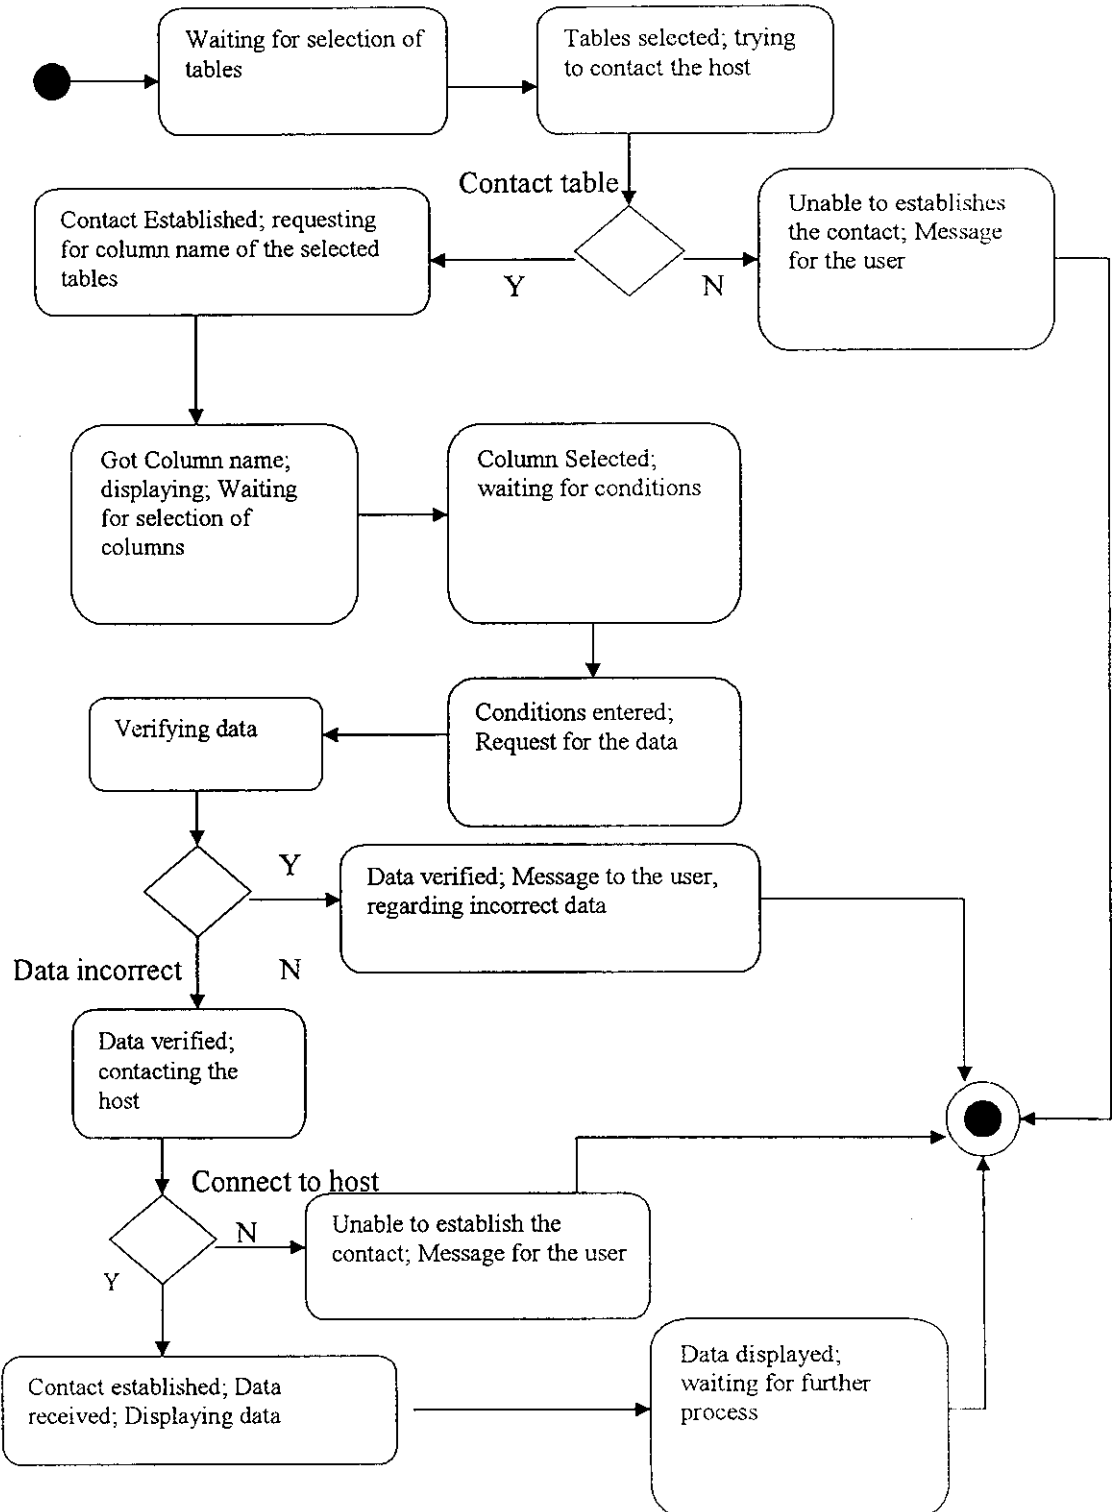 Waiting for selection of
tables
Tables selected; trying
to contact the host
Contact table
Contact Established; requesting
for column name of the selected
tables
Y
N
Unable to establishes
the contact; Message
for the user
Got Column name;
displaying; Waiting
for selection of
columns
Column Selected;
waiting for conditions
Verifying data
Conditions entered;
Request for the data
Y
Data verified; Message to the user,
regarding incorrect data
Data incorrect
N
Data verified;
contacting the
host
Connect to host
N
Y
Unable to establish the
contact; Message for the user
Contact established; Data
received; Displaying data
Data displayed;
waiting for further
process